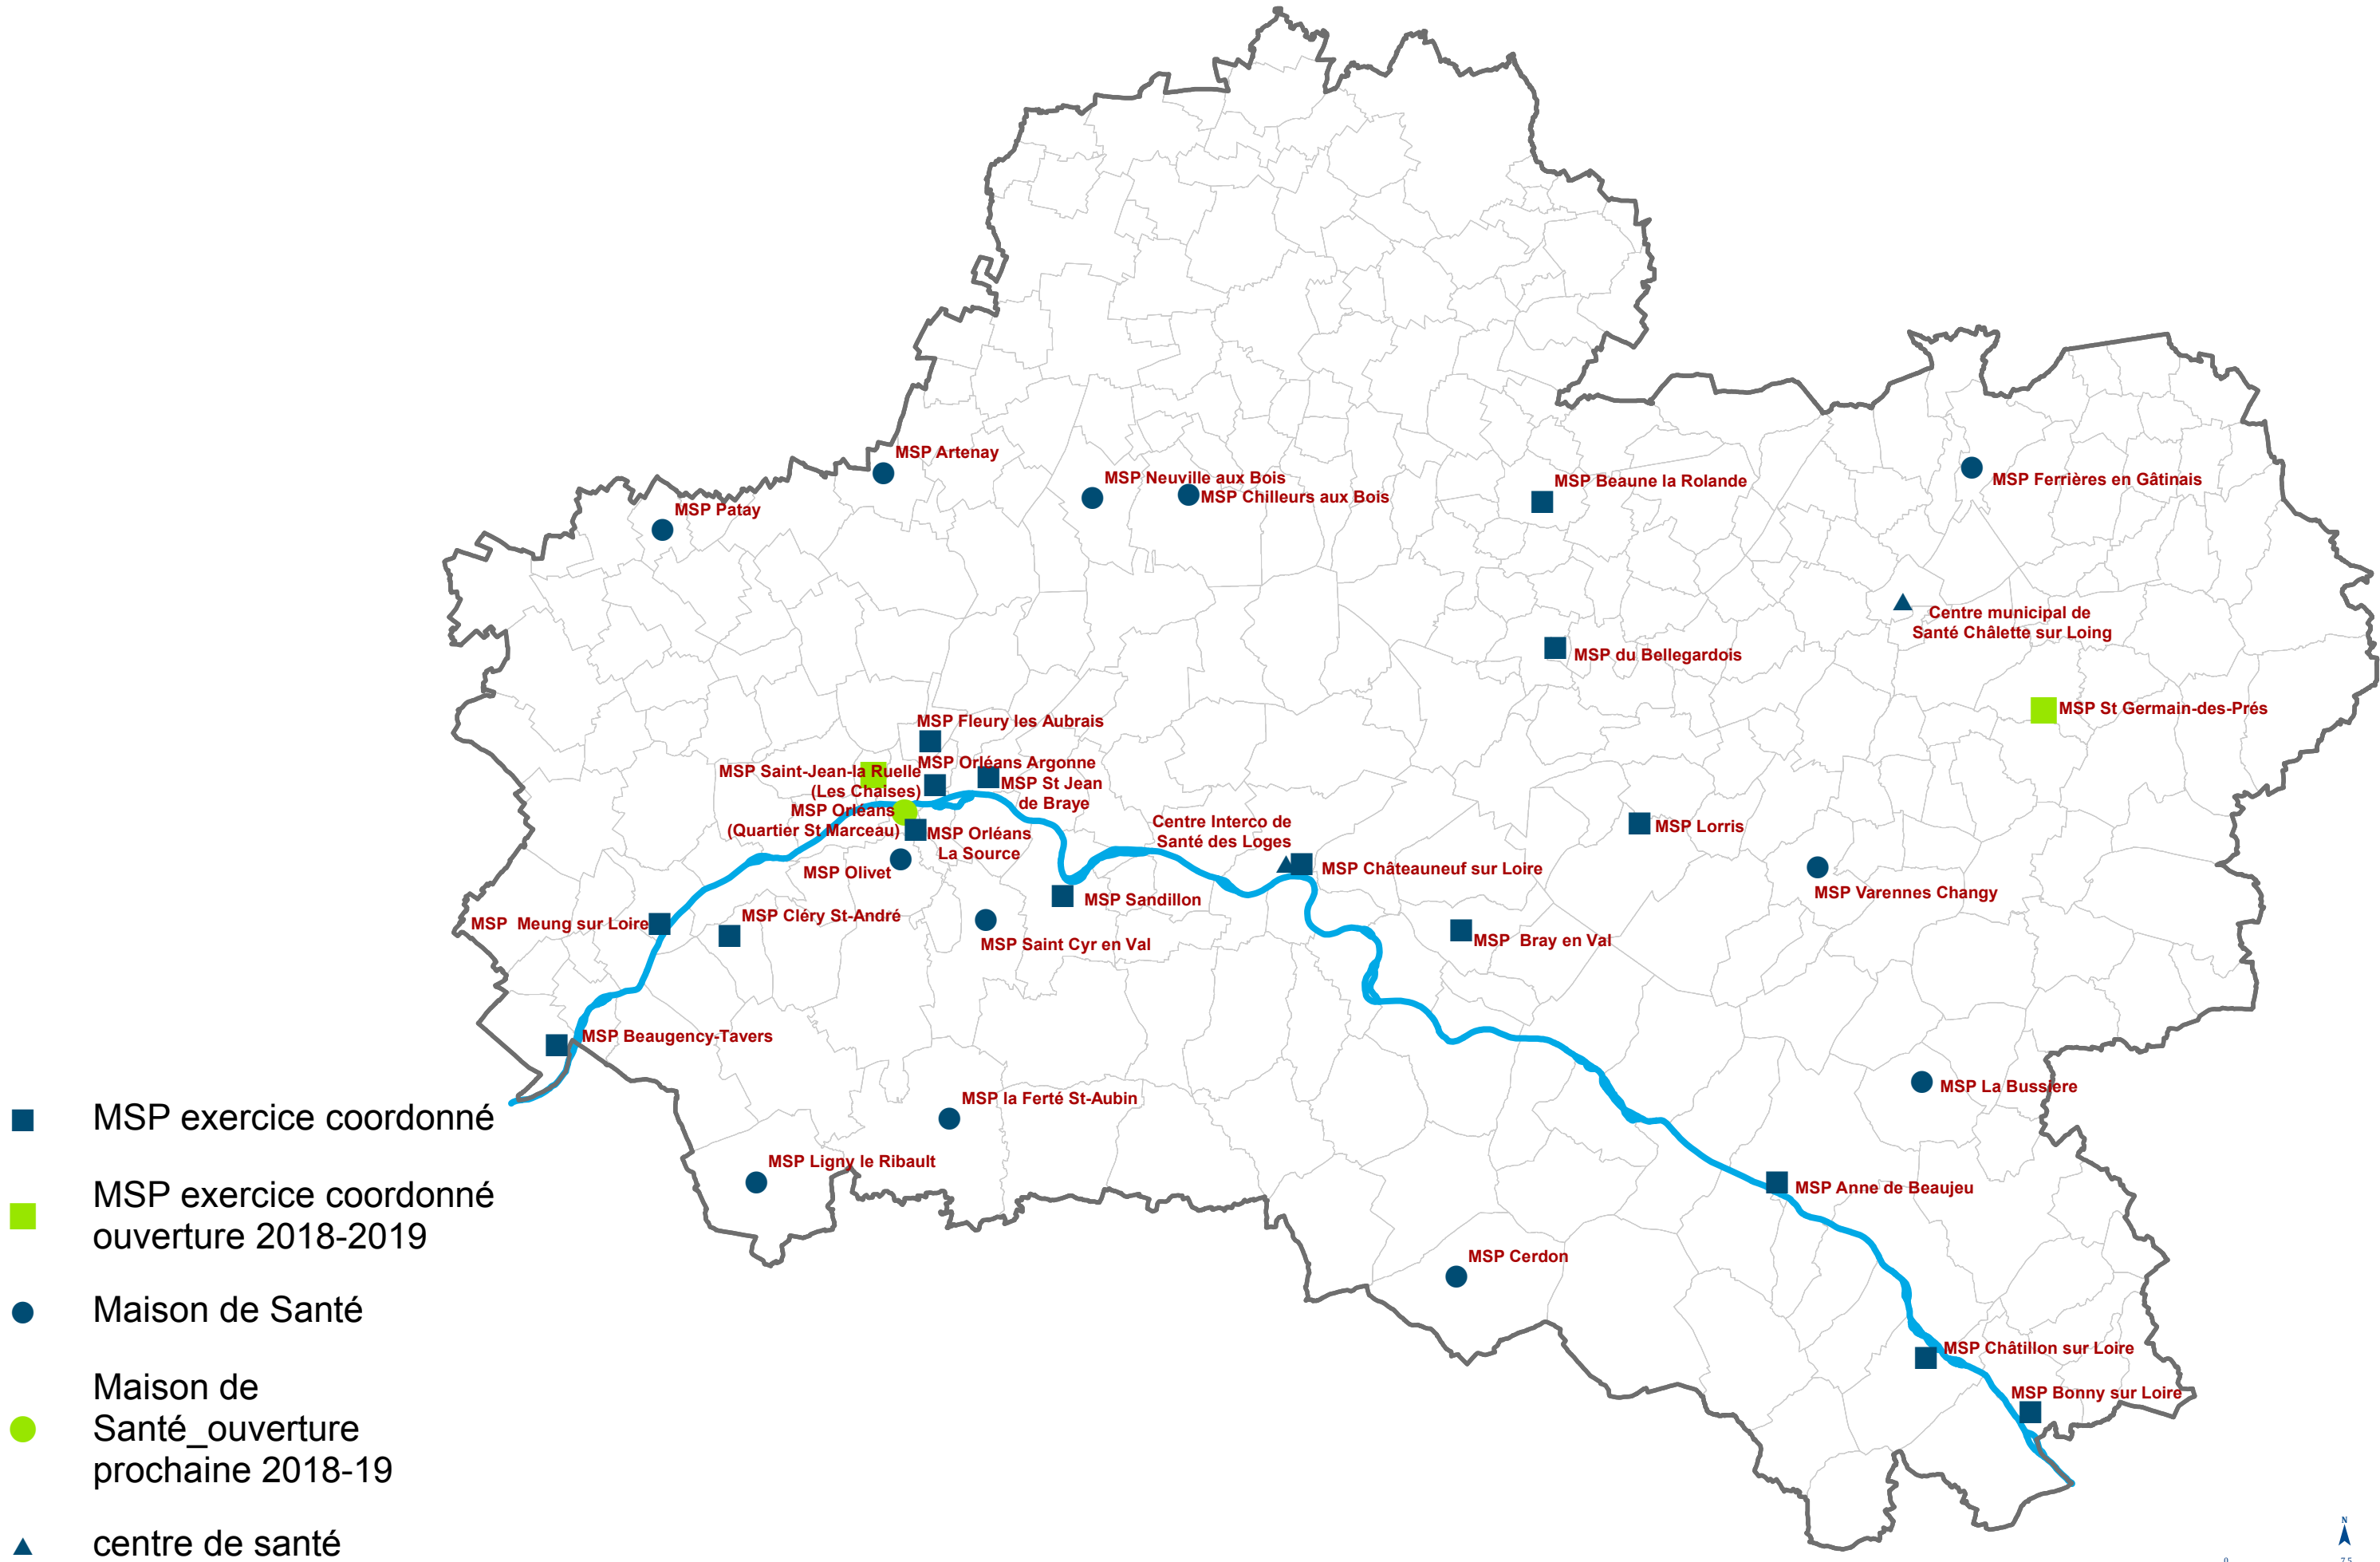 MSP Artenay
MSP Neuville aux Bois
MSP Chilleurs aux Bois
MSP Beaune la Rolande
MSP Ferrières en Gâtinais
MSP Patay
Centre municipal de
Santé Châlette sur Loing
MSP du Bellegardois
MSP St Germain-des-Prés
MSP Fleury les Aubrais
MSP Orléans Argonne
MSP Saint-Jean-la Ruelle
(Les Chaises)
MSP St Jean
de Braye
MSP Orléans
(Quartier St Marceau)
MSP Orléans
La Source
Centre Interco de
Santé des Loges
MSP Lorris
MSP Olivet
MSP Châteauneuf sur Loire
MSP Varennes Changy
MSP Sandillon
MSP Cléry St-André
MSP Meung sur Loire
MSP Saint Cyr en Val
MSP Bray en Val
MSP Beaugency-Tavers
MSP La Bussiere
MSP la Ferté St-Aubin
MSP Ligny le Ribault
MSP Anne de Beaujeu
MSP Cerdon
MSP Châtillon sur Loire
MSP Bonny sur Loire
MSP exercice coordonné
MSP exercice coordonné
ouverture 2018-2019
Maison de Santé
Maison de
Santé_ouverture
prochaine 2018-19
centre de santé
N
0 7,5